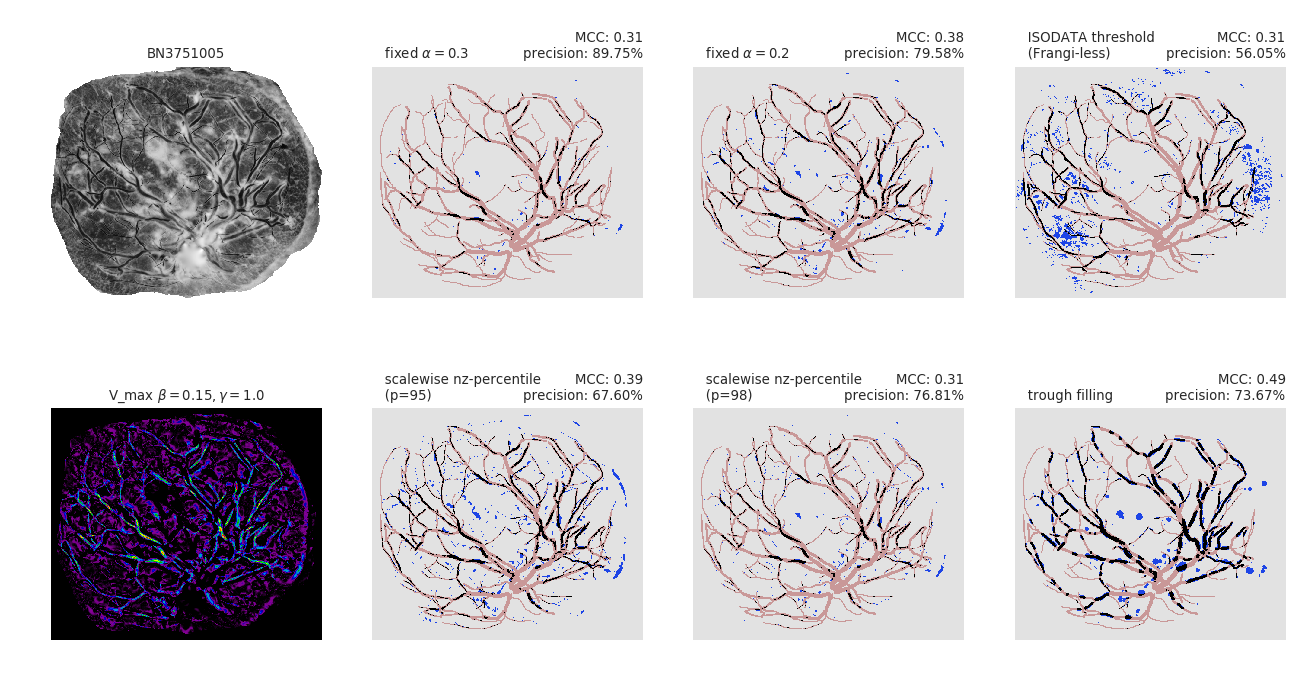 BN3751005
fixed α = 0.3
MCC: 0.31
precision: 89.75%
fixed α = 0.2
MCC: 0.38
precision: 79.58%
ISODATA threshold
(Frangi-less)
MCC: 0.31
precision: 56.05%
V_max β = 0.15, γ = 1.0
scalewise nz-percentile
(p=95)
MCC: 0.39
precision: 67.60%
scalewise nz-percentile
(p=98)
MCC: 0.31
precision: 76.81%
trough filling
MCC: 0.49
precision: 73.67%